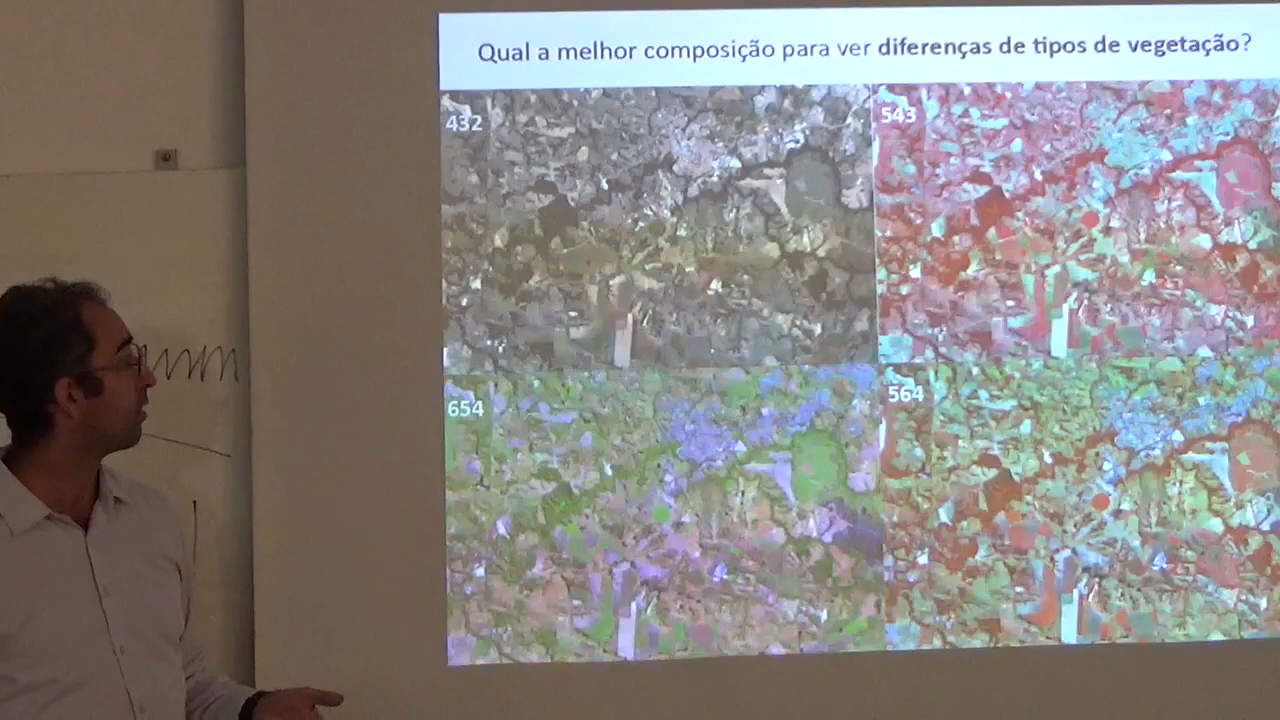 Qual a melhor composição para ver diferenças de tipos de vegetação?
432
543
654
564